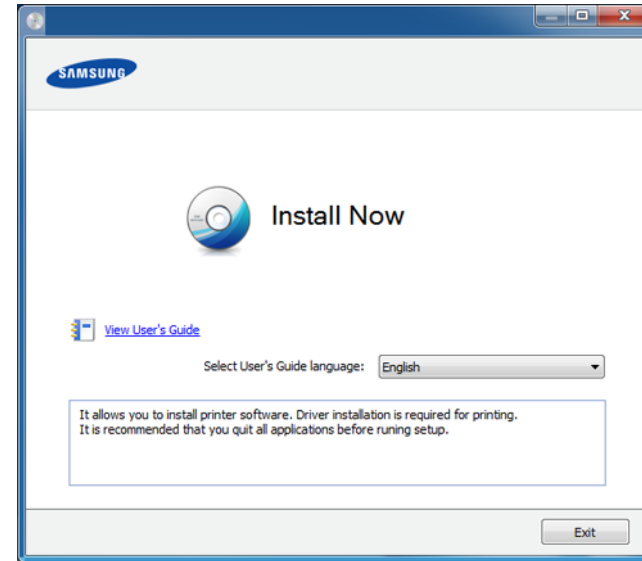 SAMSUNG
Install Now
View User's Guide
Select User's Guide language: English
It allows you to install printer software. Driver installation is required for printing.
It is recommended that you quit all applications before runing setup.
Exit